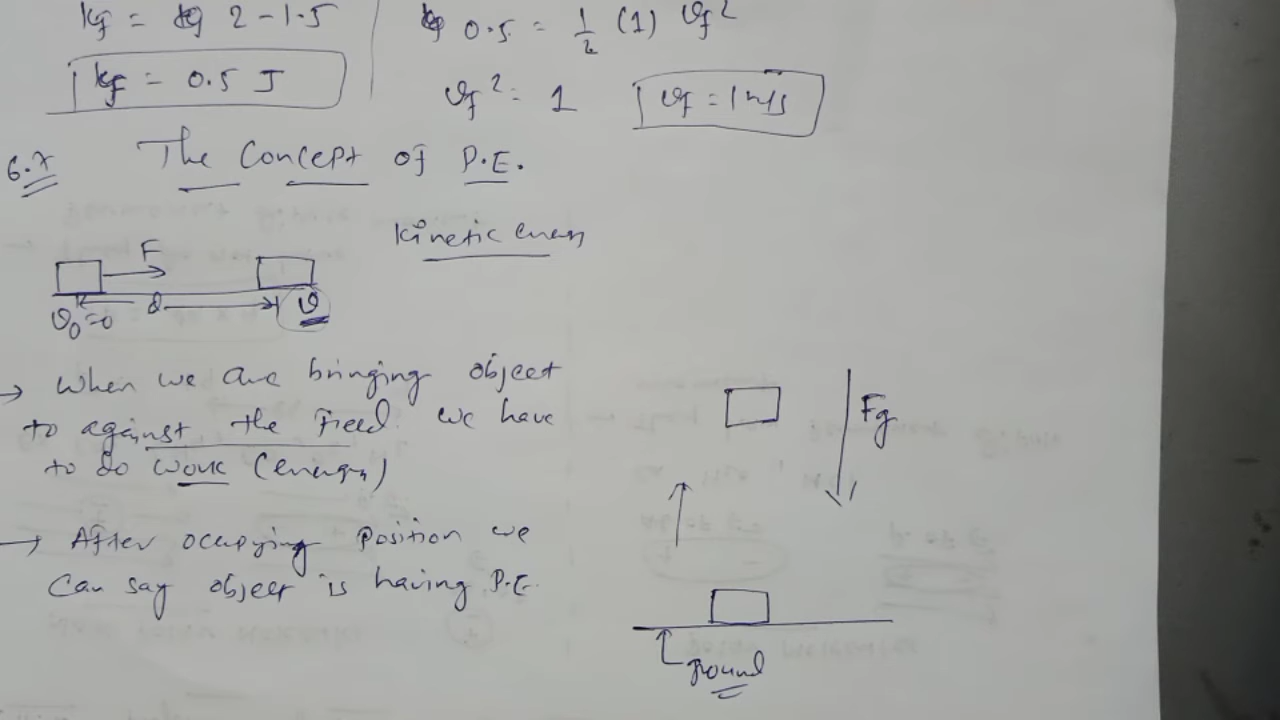 kf = 2 - 1.5
kf = 0.5 J
0.5 = 1/2 (1) vf²
vf² = 1
vf = 1 m/s
6.7 The Concept of P.E.
Kinetic energy
F
v₀=0
v
→ When we are bringing object
to against the Field we have
to do work (energy)
→ After occupying position we
Can say object is having P.E.
Fg
ground